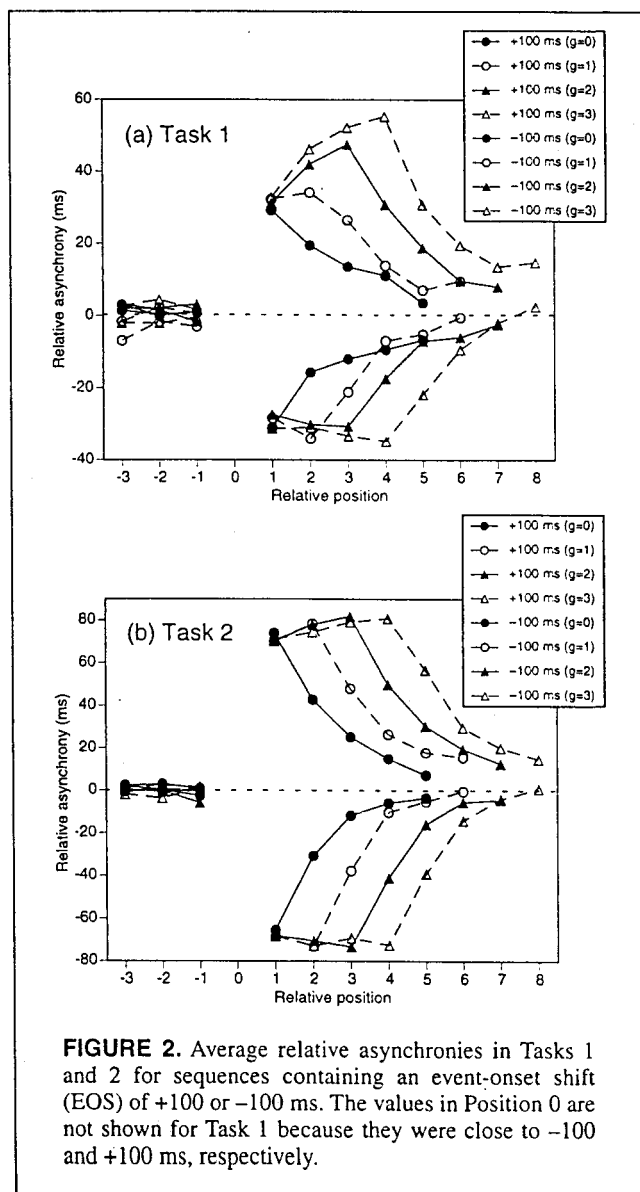 +100 ms (g=0)
+100 ms (g=1)
+100 ms (g=2)
+100 ms (g=3)
-100 ms (g=0)
-100 ms (g=1)
-100 ms (g=2)
-100 ms (g=3)
60
40
20
0
-20
-40
Relative asynchrony (ms)
(a) Task 1
-3 -2 -1 0 1 2 3 4 5 6 7 8
Relative position
+100 ms (g=0)
+100 ms (g=1)
+100 ms (g=2)
+100 ms (g=3)
-100 ms (g=0)
-100 ms (g=1)
-100 ms (g=2)
-100 ms (g=3)
80
60
40
20
0
-20
-40
-60
-80
Relative asynchrony (ms)
(b) Task 2
-3 -2 -1 0 1 2 3 4 5 6 7 8
Relative position
FIGURE 2. Average relative asynchronies in Tasks 1
and 2 for sequences containing an event-onset shift
(EOS) of +100 or –100 ms. The values in Position 0 are
not shown for Task 1 because they were close to –100
and +100 ms, respectively.